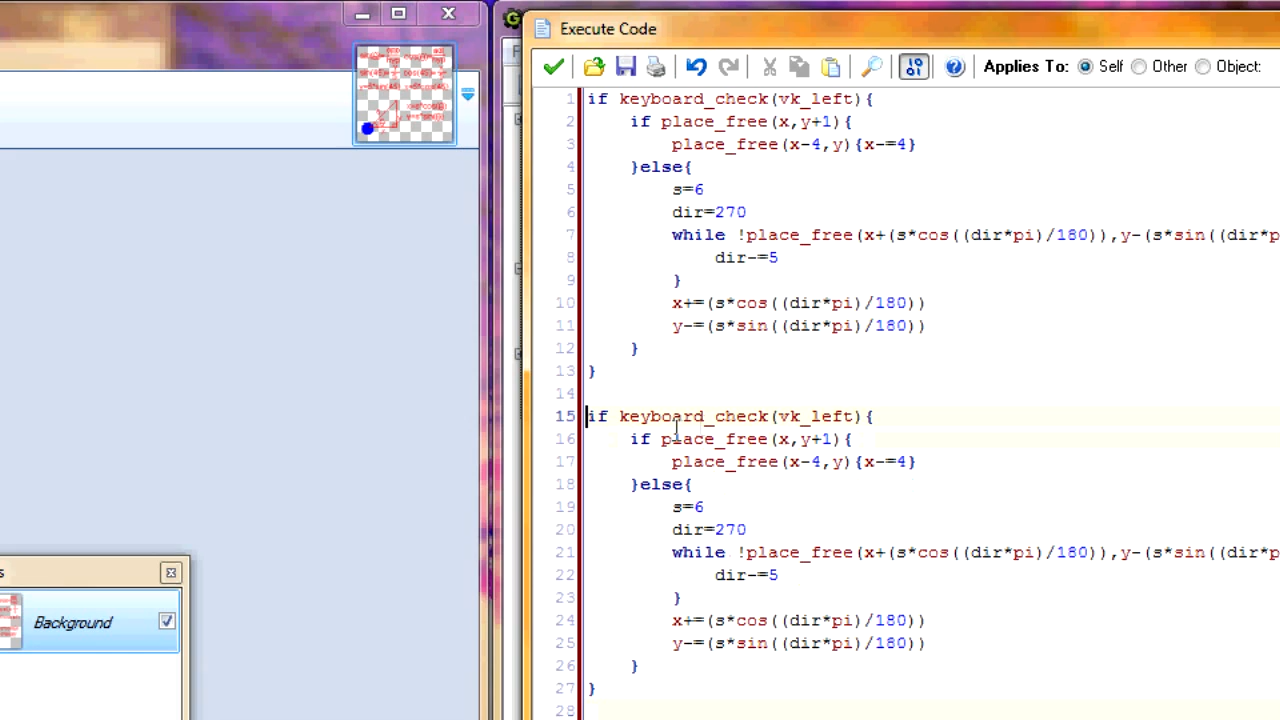 Execute Code
Applies To: Self Other Object:
1 if keyboard_check(vk_left){
2 if place_free(x,y+1){
3 place_free(x-4,y){x-=4}
4 }else{
5 s=6
6 dir=270
7 while !place_free(x+(s*cos((dir*pi)/180)),y-(s*sin((dir*p
8 dir-=5
9 }
10 x+=(s*cos((dir*pi)/180))
11 y-=(s*sin((dir*pi)/180))
12 }
13 }
14
15 if keyboard_check(vk_left){
16 if place_free(x,y+1){
17 place_free(x-4,y){x-=4}
18 }else{
19 s=6
20 dir=270
21 while !place_free(x+(s*cos((dir*pi)/180)),y-(s*sin((dir*p
22 dir-=5
23 }
24 x+=(s*cos((dir*pi)/180))
25 y-=(s*sin((dir*pi)/180))
26 }
27 }
28
s
Background